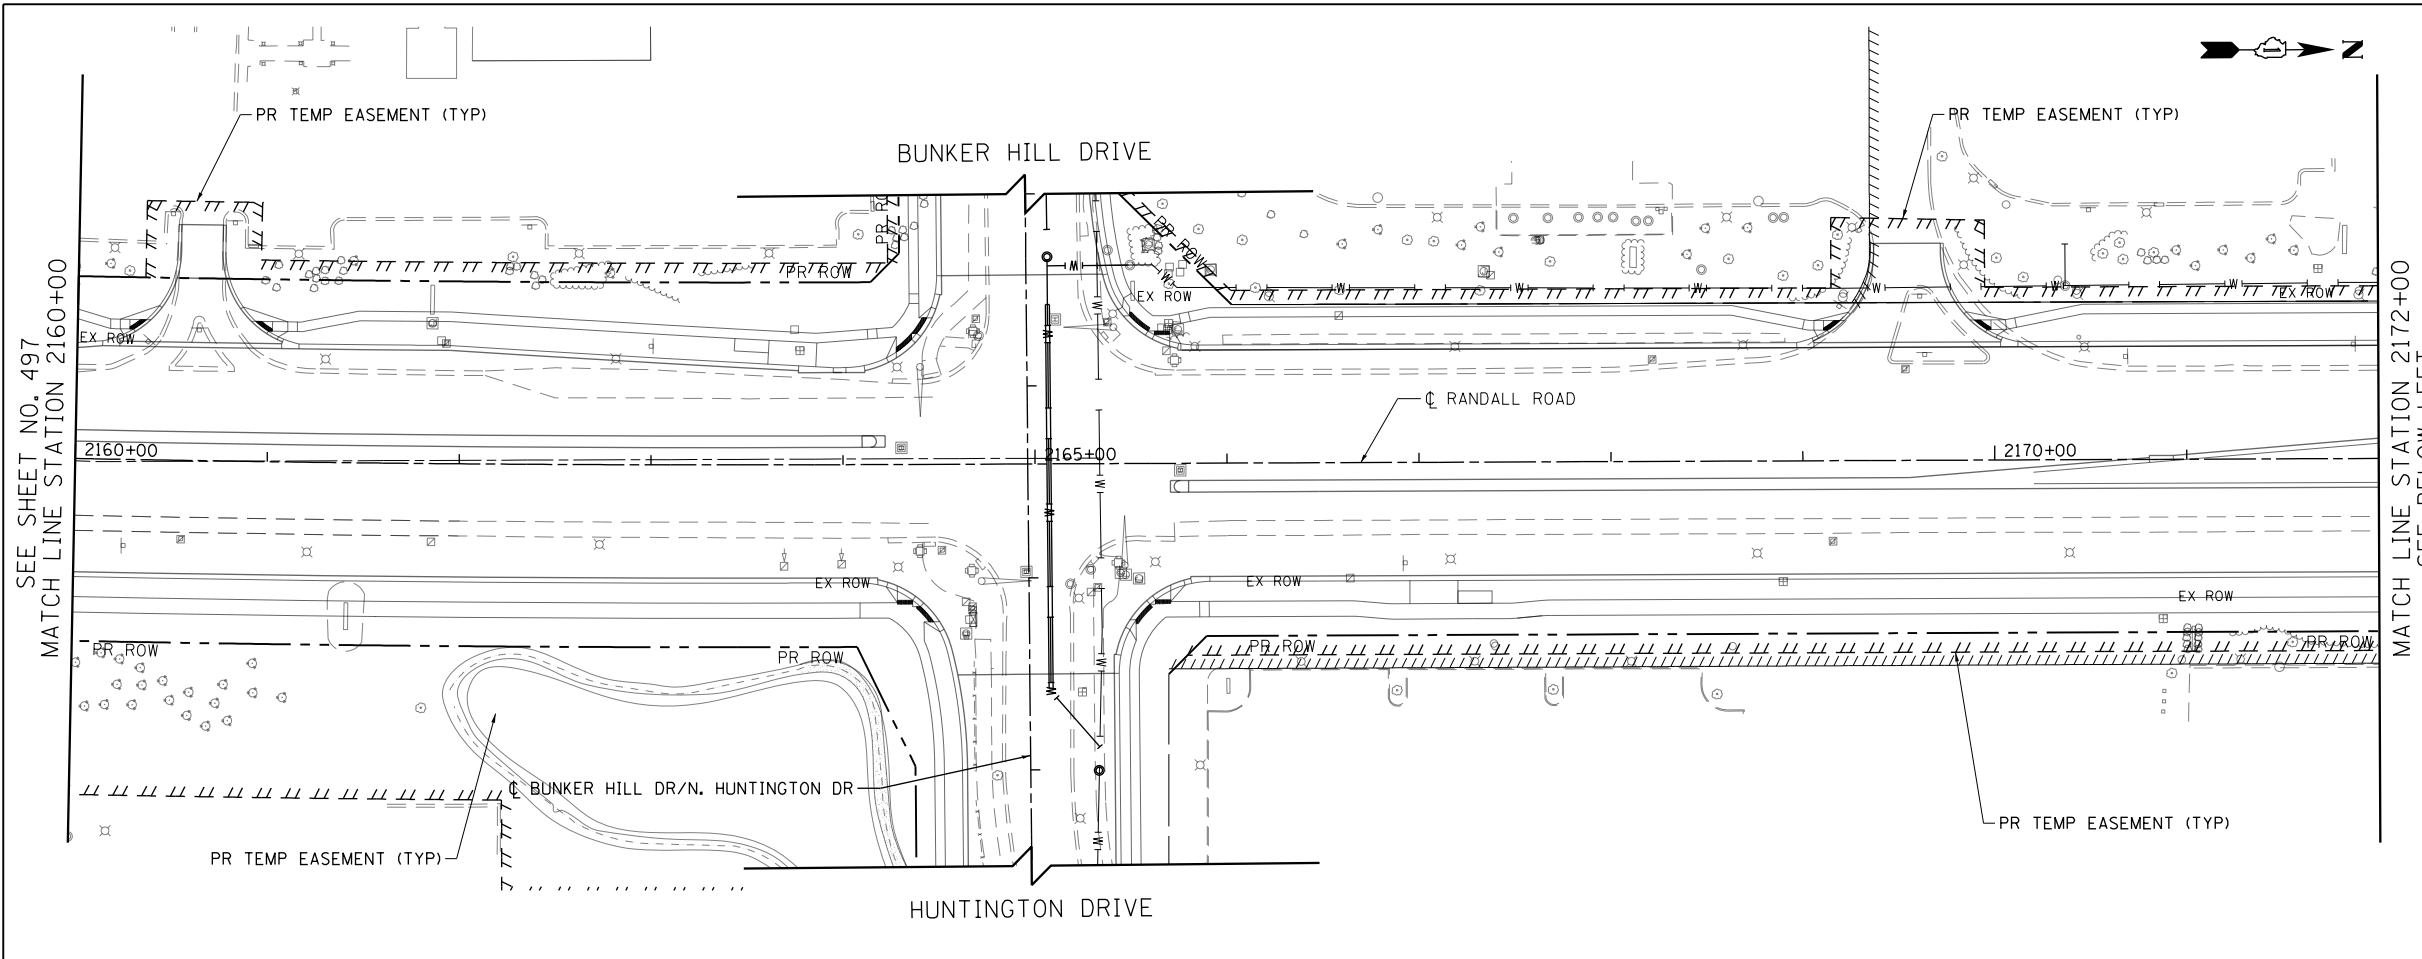 N
PR TEMP EASEMENT (TYP)
PR TEMP EASEMENT (TYP)
BUNKER HILL DRIVE
PR RO
PR ROW
PR ROW
W
W
EX ROW
W
W
W
W
W
W
W
EX ROW
EX ROW
W
W
℄ RANDALL ROAD
SEE SHEET NO. 497
MATCH LINE STATION 2160+00
MATCH LINE STATION 2172+00
2160+00
2165+00
2170+00
W
W
EX ROW
EX ROW
EX ROW
PR ROW
PR ROW
PR ROW
PR ROW
W
W
℄ BUNKER HILL DR/N. HUNTINGTON DR
PR TEMP EASEMENT (TYP)
PR TEMP EASEMENT (TYP)
W
HUNTINGTON DRIVE